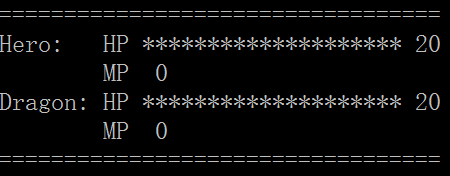 ==================================
Hero:   HP ******************** 20
        MP  0
Dragon: HP ******************** 20
        MP  0
==================================